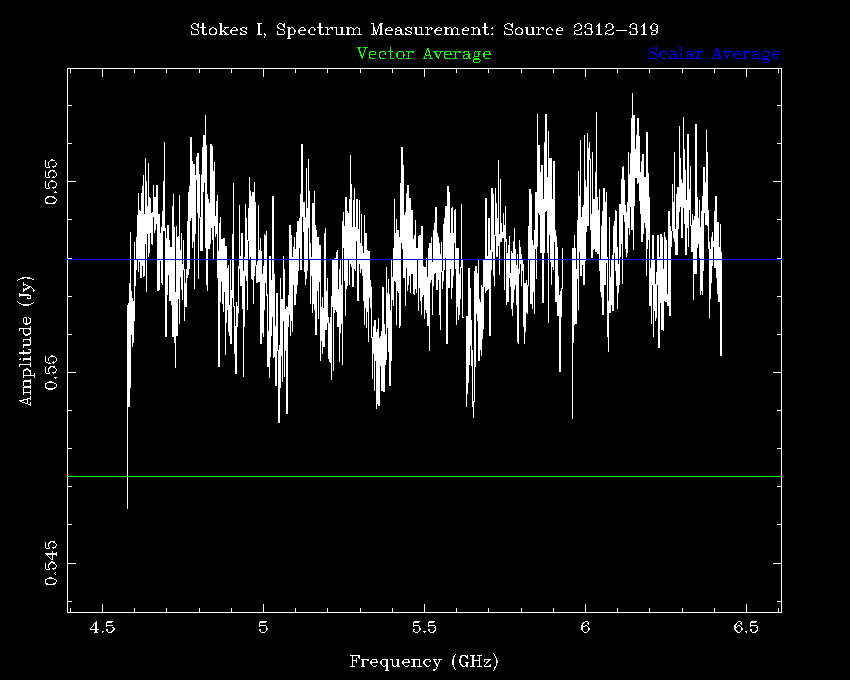 Stokes I, Spectrum Measurement: Source 2312−319
Vector Average
Scalar Average
0.555
0.55
0.545
Amplitude (Jy)
4.5
5
5.5
6
6.5
Frequency (GHz)